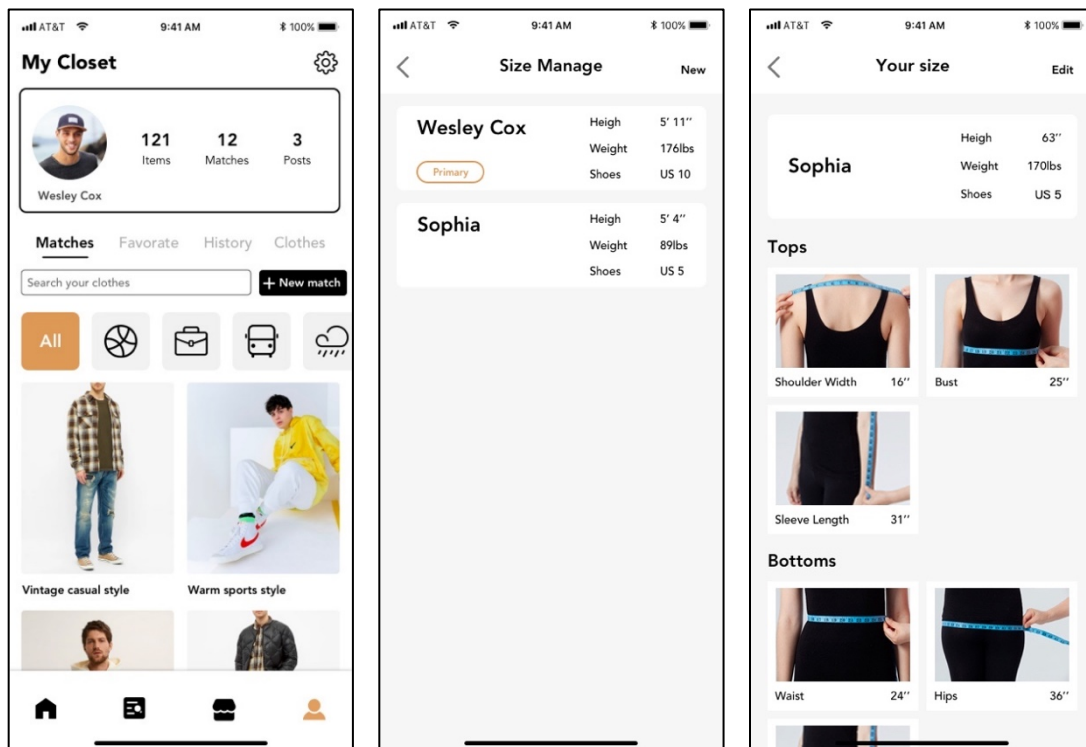 AT&T 9:41 AM 100%
My Closet
121 12 3
Items Matches Posts
Wesley Cox
Matches Favorate History Clothes
Search your clothes + New match
All
Vintage casual style Warm sports style
AT&T 9:41 AM 100%
Size Manage New
Wesley Cox Heigh 5' 11''
Weight 176lbs
Primary Shoes US 10
Sophia Heigh 5' 4''
Weight 89lbs
Shoes US 5
AT&T 9:41 AM 100%
Your size Edit
Heigh 63''
Sophia Weight 170lbs
Shoes US 5
Tops
Shoulder Width 16'' Bust 25''
Sleeve Length 31''
Bottoms
Waist 24'' Hips 36''